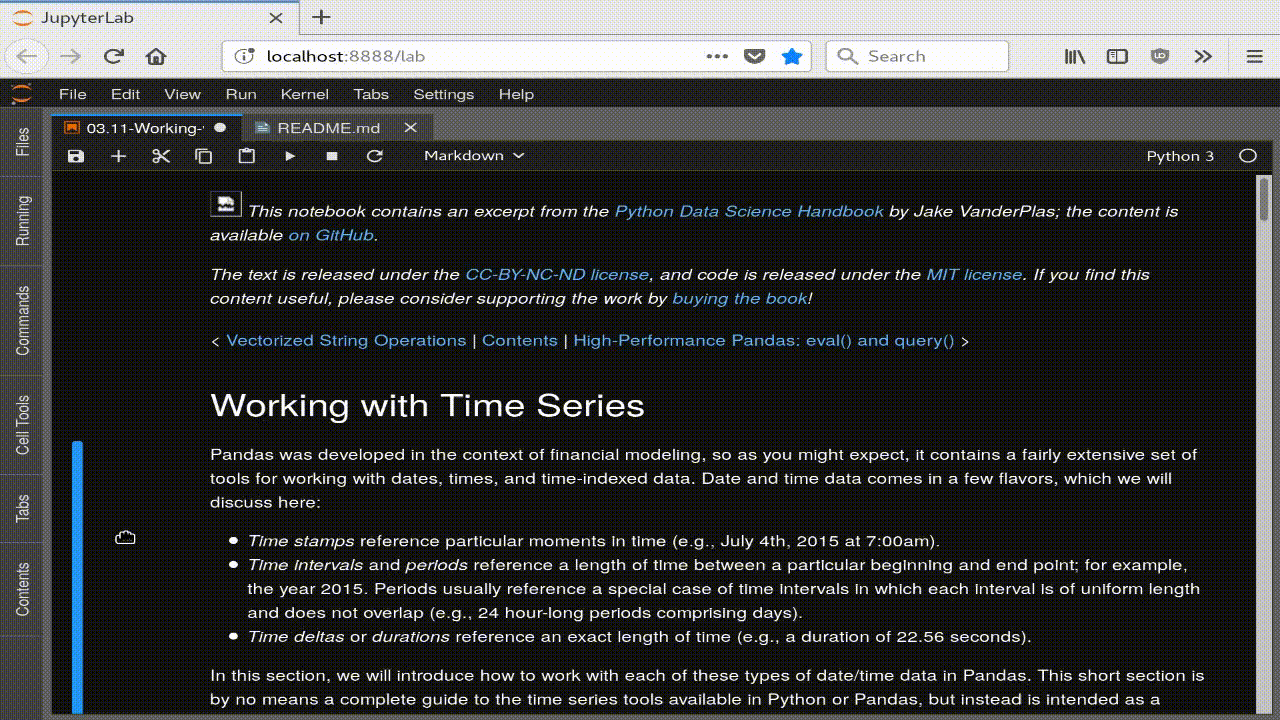 JupyterLab
localhost:8888/lab
Search
File Edit View Run Kernel Tabs Settings Help
Files
Running
Commands
Cell Tools
Tabs
Contents
03.11-Working-
README.md
Markdown
Python 3
This notebook contains an excerpt from the Python Data Science Handbook by Jake VanderPlas; the content is
available on GitHub.
The text is released under the CC-BY-NC-ND license, and code is released under the MIT license. If you find this
content useful, please consider supporting the work by buying the book!
< Vectorized String Operations | Contents | High-Performance Pandas: eval() and query() >
Working with Time Series
Pandas was developed in the context of financial modeling, so as you might expect, it contains a fairly extensive set of
tools for working with dates, times, and time-indexed data. Date and time data comes in a few flavors, which we will
discuss here:
● Time stamps reference particular moments in time (e.g., July 4th, 2015 at 7:00am).
● Time intervals and periods reference a length of time between a particular beginning and end point; for example,
the year 2015. Periods usually reference a special case of time intervals in which each interval is of uniform length
and does not overlap (e.g., 24 hour-long periods comprising days).
● Time deltas or durations reference an exact length of time (e.g., a duration of 22.56 seconds).
In this section, we will introduce how to work with each of these types of date/time data in Pandas. This short section is
by no means a complete guide to the time series tools available in Python or Pandas, but instead is intended as a